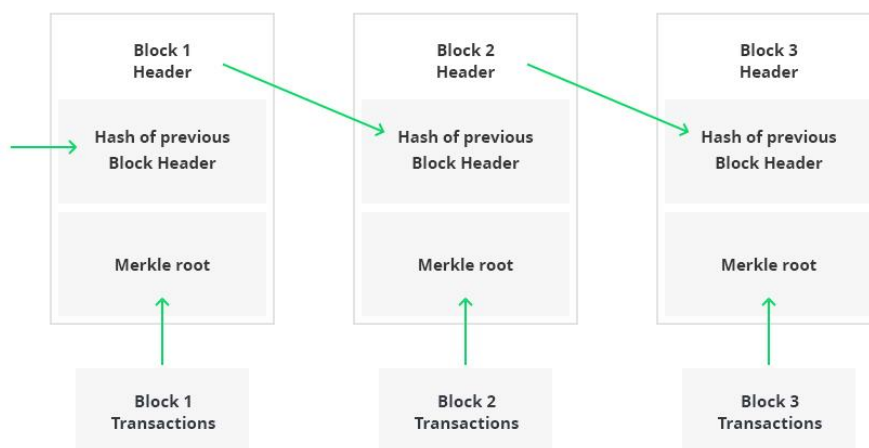 Block 1
Header
Hash of previous
Block Header
Merkle root
Block 1
Transactions
Block 2
Header
Hash of previous
Block Header
Merkle root
Block 2
Transactions
Block 3
Header
Hash of previous
Block Header
Merkle root
Block 3
Transactions